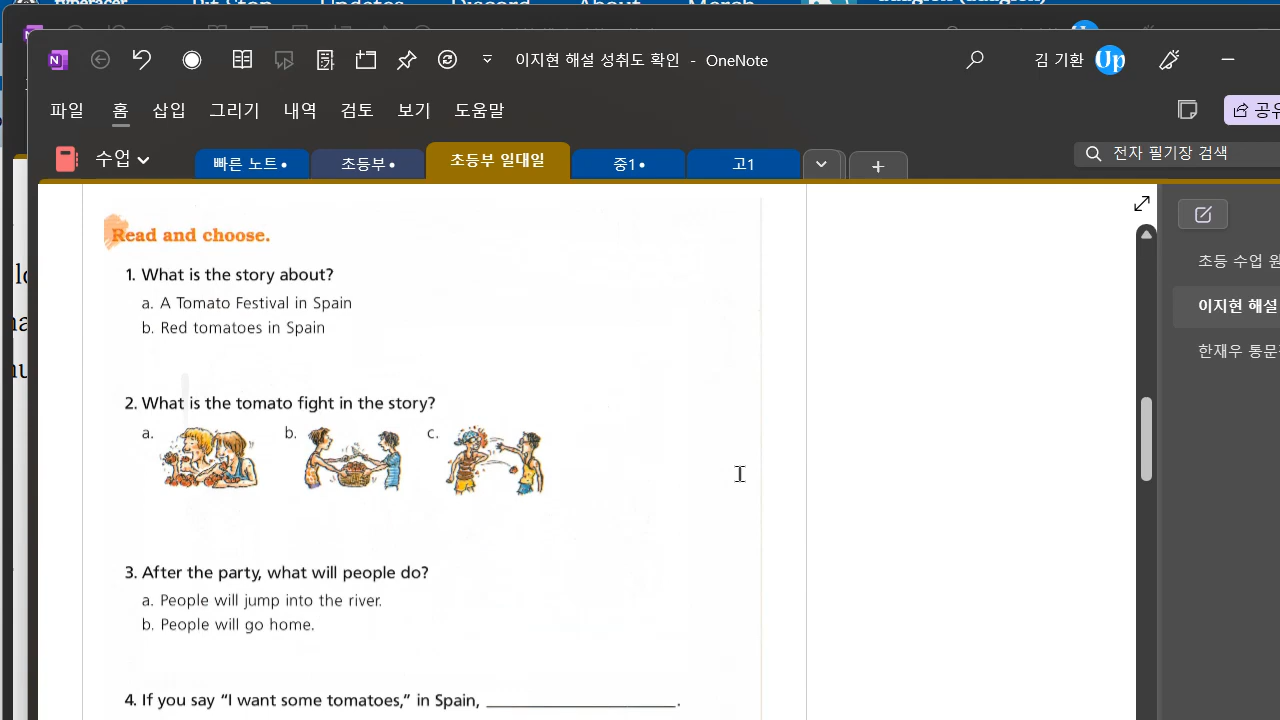 이지현 해설 성취도 확인 - OneNote
김 기환
파일 홈 삽입 그리기 내역 검토 보기 도움말
수업 빠른 노트 초등부 초등부 일대일 중1 고1 +
전자 필기장 검색
초등 수업
이지현 해설
Read and choose.
1. What is the story about?
a. A Tomato Festival in Spain
b. Red tomatoes in Spain
2. What is the tomato fight in the story?
a. b. c.
3. After the party, what will people do?
a. People will jump into the river.
b. People will go home.
4. If you say “I want some tomatoes,” in Spain, ____________________.